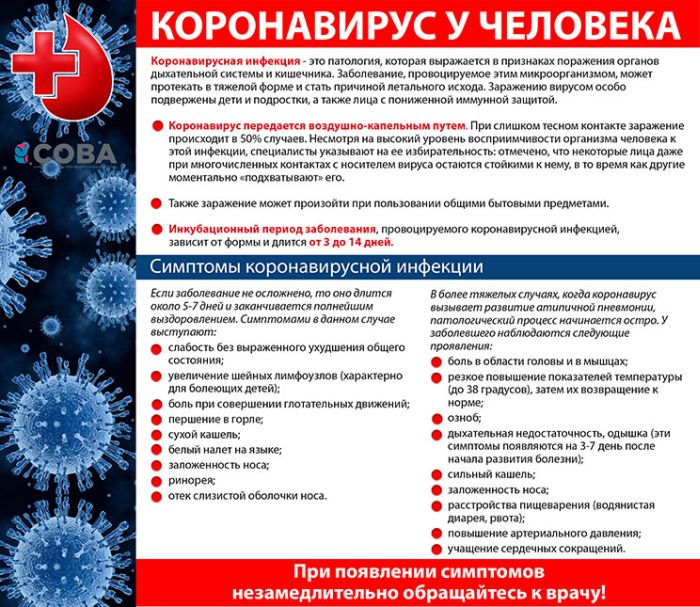 КОРОНАВИРУС У ЧЕЛОВЕКА
Коронавирусная инфекция - это патология, которая выражается в признаках поражения органов
дыхательной системы и кишечника. Заболевание, провоцируемое этим микроорганизмом, может
протекать в тяжелой форме и стать причиной летального исхода. Заражению вирусом особо
подвержены дети и подростки, а также лица с пониженной иммунной защитой.
Коронавирус передается воздушно-капельным путем. При слишком тесном контакте заражение
происходит в 50% случаев. Несмотря на высокий уровень восприимчивости организма человека к
этой инфекции, специалисты указывают на ее избирательность: отмечено, что некоторые лица даже
при многочисленных контактах с носителем вируса остаются стойкими к нему, в то время как другие
моментально «подхватывают» его.
СОВА
Также заражение может произойти при пользовании общими бытовыми предметами.
Инкубационный период заболевания, провоцируемого коронавирусной инфекцией,
зависит от формы и длится от 3 до 14 дней.
Симптомы коронавирусной инфекции
Если заболевание не осложнено, то оно длится
около 5-7 дней и заканчивается полнейшим
выздоровлением. Симптомами в данном случае
выступают:
слабость без выраженного ухудшения общего
состояния;
увеличение шейных лимфоузлов (характерно
для болеющих детей);
боль при совершении глотательных движений;
першение в горле;
сухой кашель;
белый налет на языке;
заложенность носа;
ринорея;
отек слизистой оболочки носа.
В более тяжелых случаях, когда коронавирус
вызывает развитие атипичной пневмонии,
патологический процесс начинается остро. У
заболевшего наблюдаются следующие
проявления:
боль в области головы и в мышцах;
резкое повышение показателей температуры
(до 38 градусов), затем их возвращение к
норме;
озноб;
дыхательная недостаточность, одышка (эти
симптомы появляются на 3-7 день после
начала развития болезни);
сильный кашель;
заложенность носа;
расстройства пищеварения (водянистая
диарея, рвота);
повышение артериального давления;
учащение сердечных сокращений.
При появлении симптомов
незамедлительно обращайтесь к врачу!